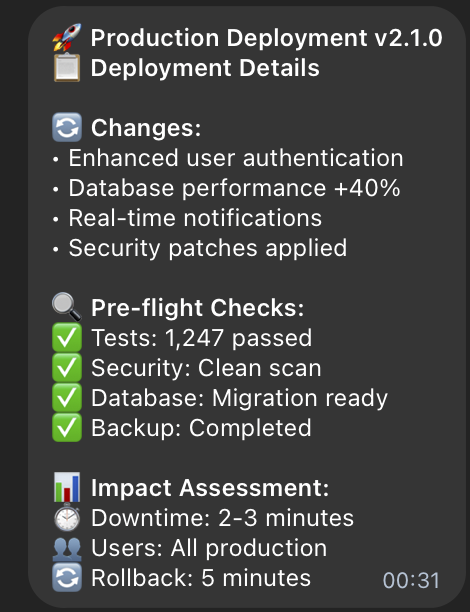 🚀 Production Deployment v2.1.0
📋 Deployment Details
🔄 Changes:
• Enhanced user authentication
• Database performance +40%
• Real-time notifications
• Security patches applied
🔍 Pre-flight Checks:
✅ Tests: 1,247 passed
✅ Security: Clean scan
✅ Database: Migration ready
✅ Backup: Completed
📊 Impact Assessment:
⏱️ Downtime: 2-3 minutes
👥 Users: All production
🔄 Rollback: 5 minutes
00:31